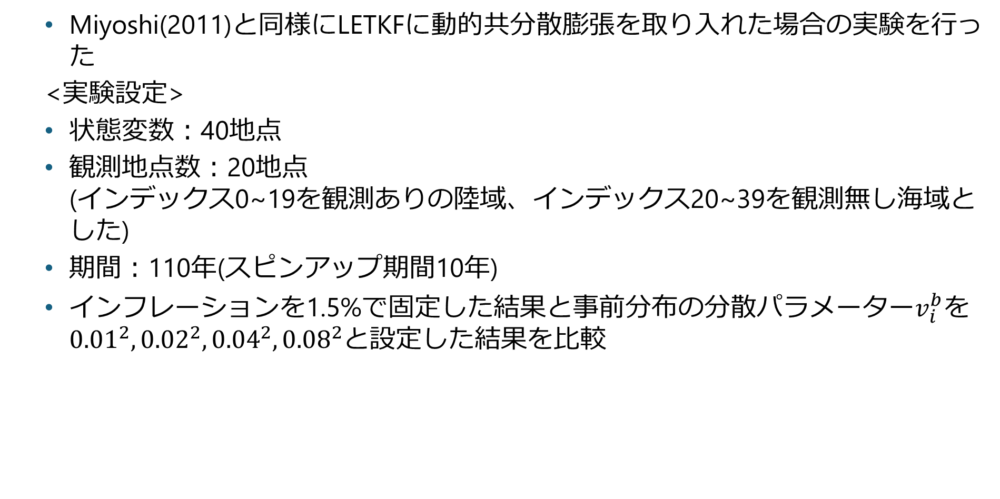 • Miyoshi(2011)と同様にLETKFに動的共分散膨張を取り入れた場合の実験を行っ
た
<実験設定>
• 状態変数：40地点
• 観測地点数：20地点
(インデックス0~19を観測ありの陸域、インデックス20~39を観測無し海域と
した)
• 期間：110年(スピンアップ期間10年)
• インフレーションを1.5%で固定した結果と事前分布の分散パラメーター𝑣ᵢᵇを
0.01², 0.02², 0.04², 0.08²と設定した結果を比較